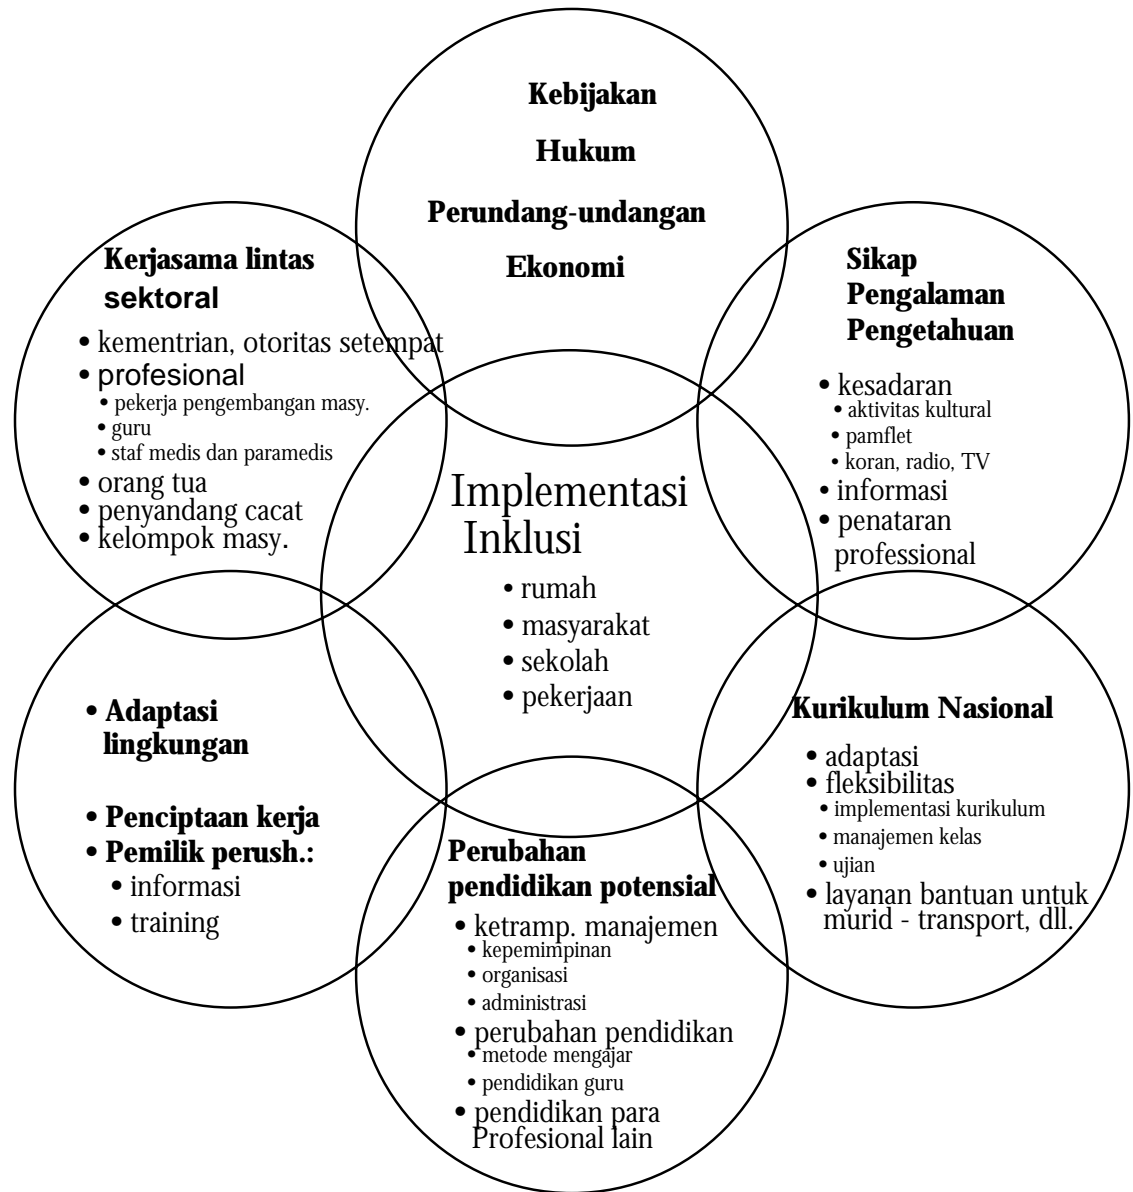 Kebijakan
Hukum
Perundang-undangan
Ekonomi
Kerjasama lintas
sektoral
• kementrian, otoritas setempat
• profesional
• pekerja pengembangan masy.
• guru
• staf medis dan paramedis
• orang tua
• penyandang cacat
• kelompok masy.
Sikap
Pengalaman
Pengetahuan
• kesadaran
• aktivitas kultural
• pamflet
• koran, radio, TV
• informasi
• penataran
professional
Implementasi
Inklusi
• rumah
• masyarakat
• sekolah
• pekerjaan
• Adaptasi
lingkungan
• Penciptaan kerja
• Pemilik perush.:
• informasi
• training
Kurikulum Nasional
• adaptasi
• fleksibilitas
• implementasi kurikulum
• manajemen kelas
• ujian
• layanan bantuan untuk
murid - transport, dll.
Perubahan
pendidikan potensial
• ketramp. manajemen
• kepemimpinan
• organisasi
• administrasi
• perubahan pendidikan
• metode mengajar
• pendidikan guru
• pendidikan para
Profesional lain